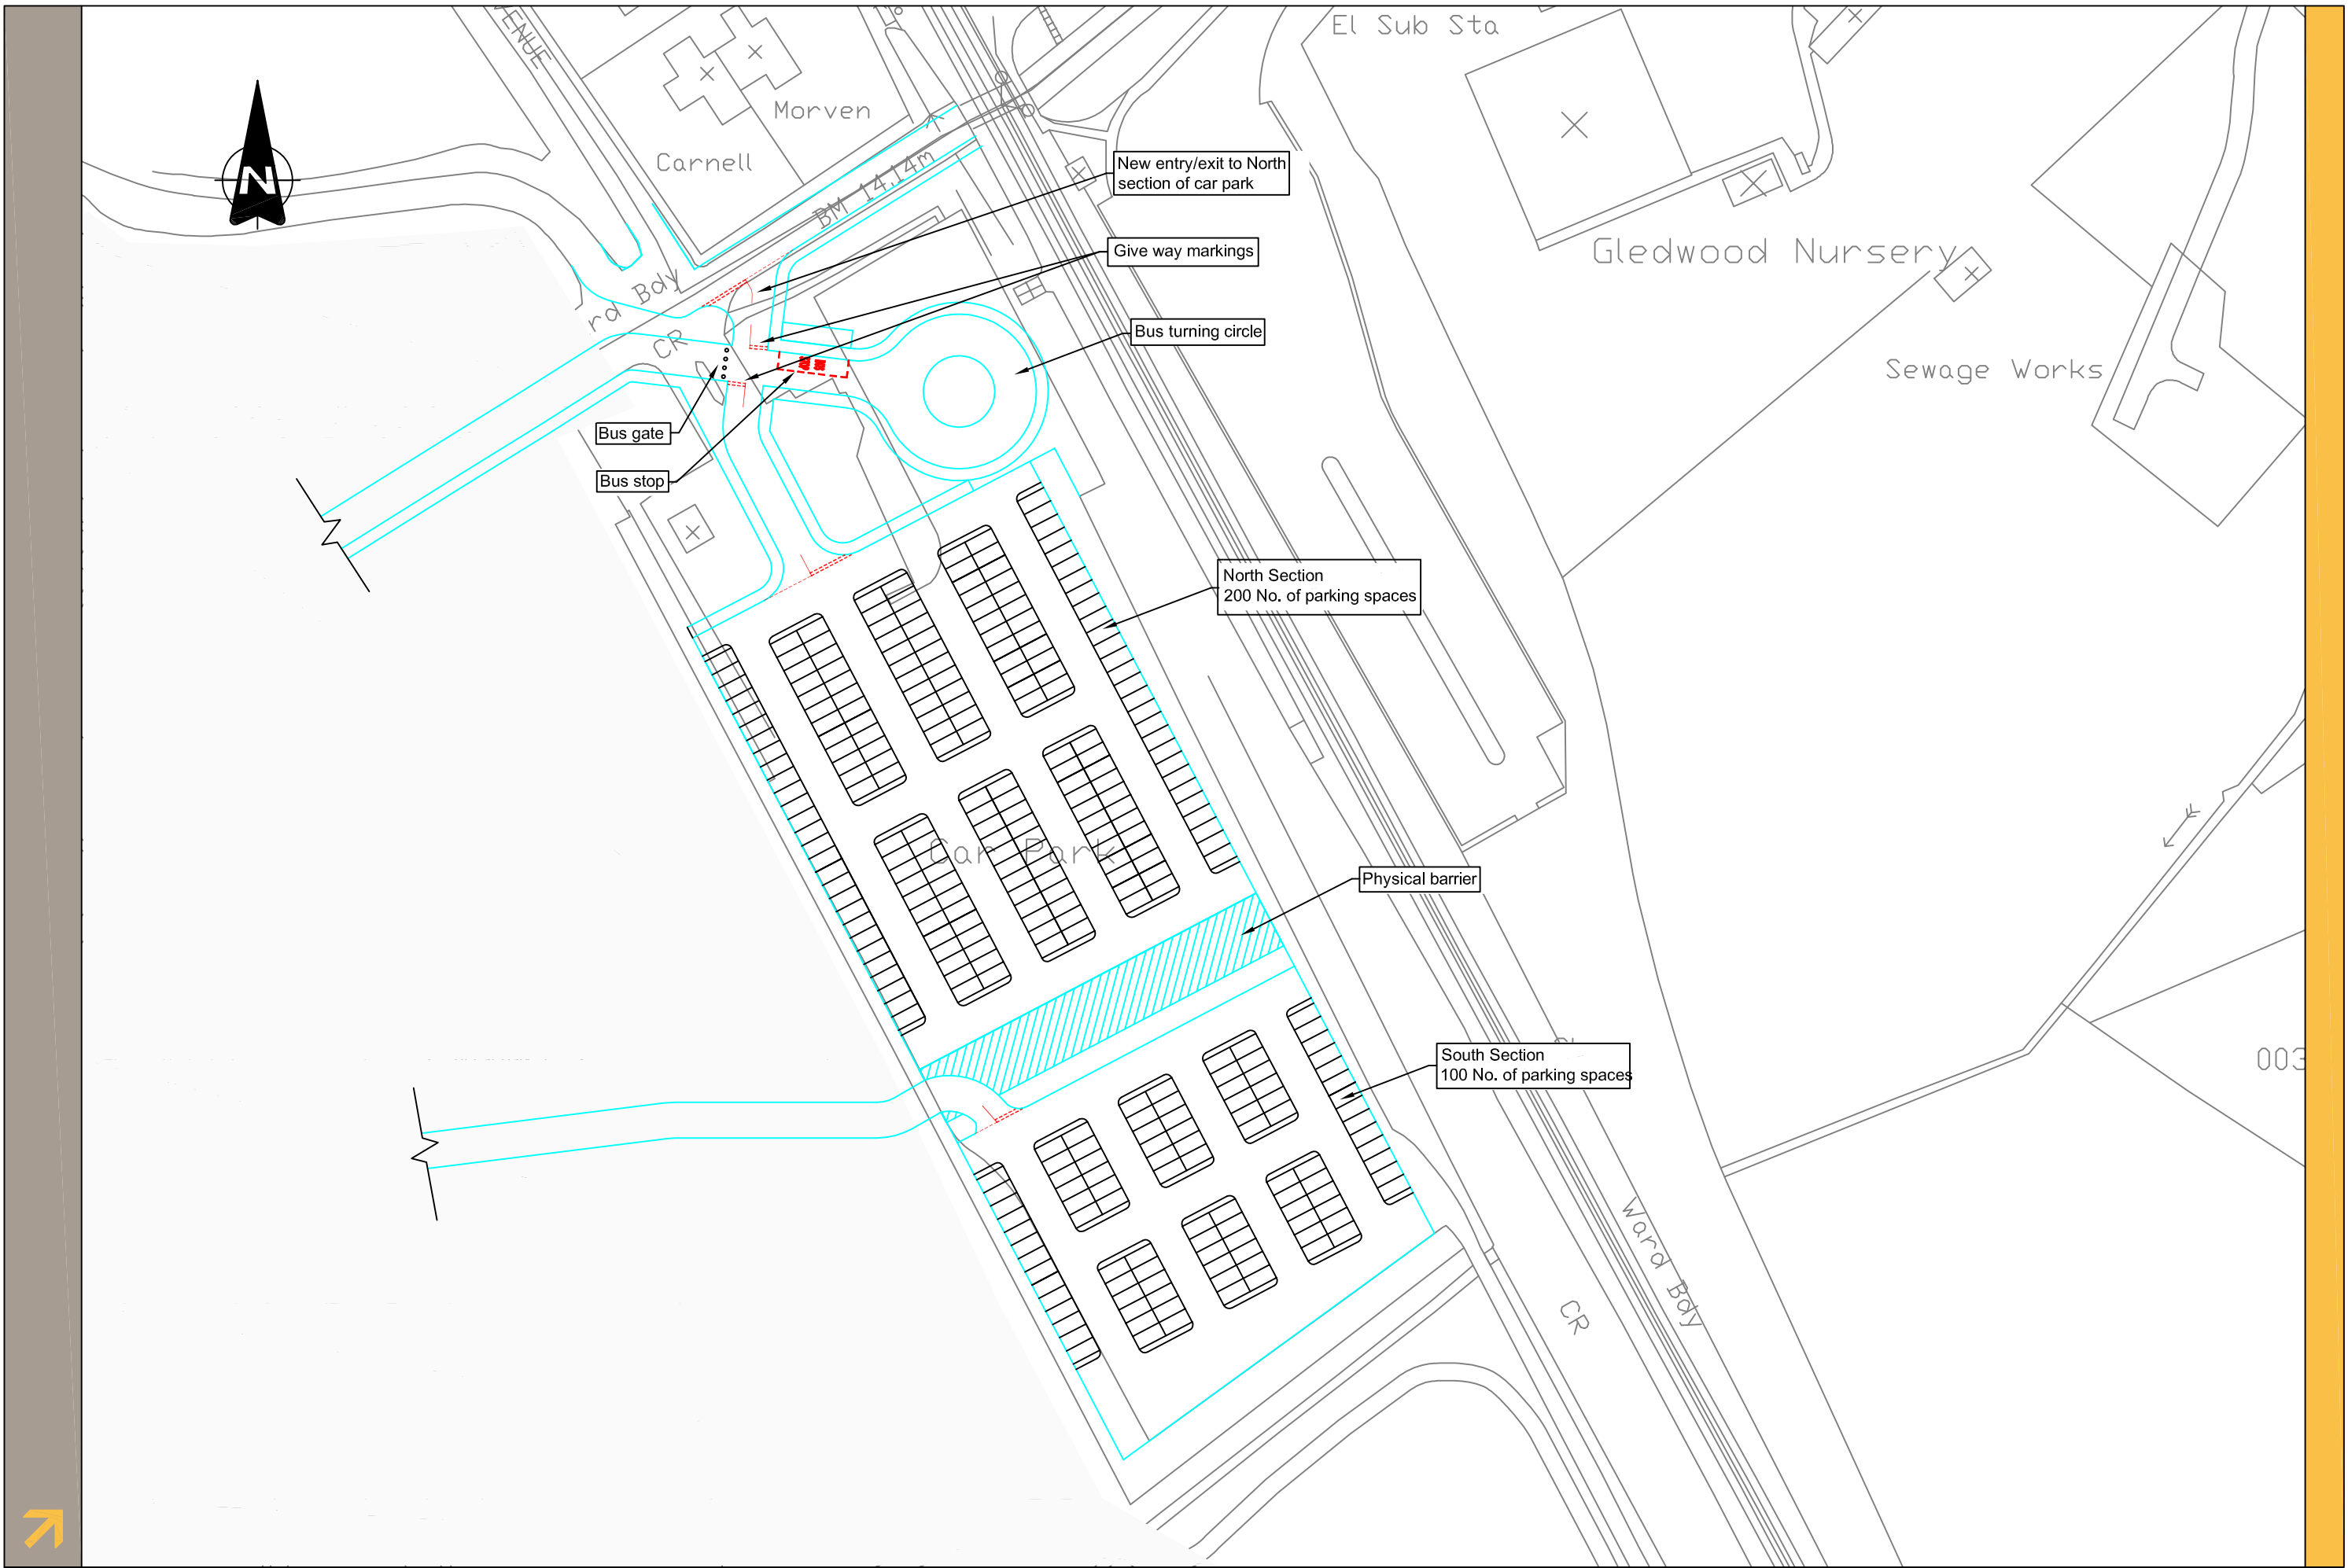 El Sub Sta
ENUE
Morven
Carnell
N
BM 14.14m
New entry/exit to North
section of car park
Give way markings
Gledwood Nursery
rd Bdy
CR
Bus turning circle
Sewage Works
Bus gate
Bus stop
North Section
200 No. of parking spaces
Car Park
Physical barrier
South Section
100 No. of parking spaces
003
Ward Bdy
CR